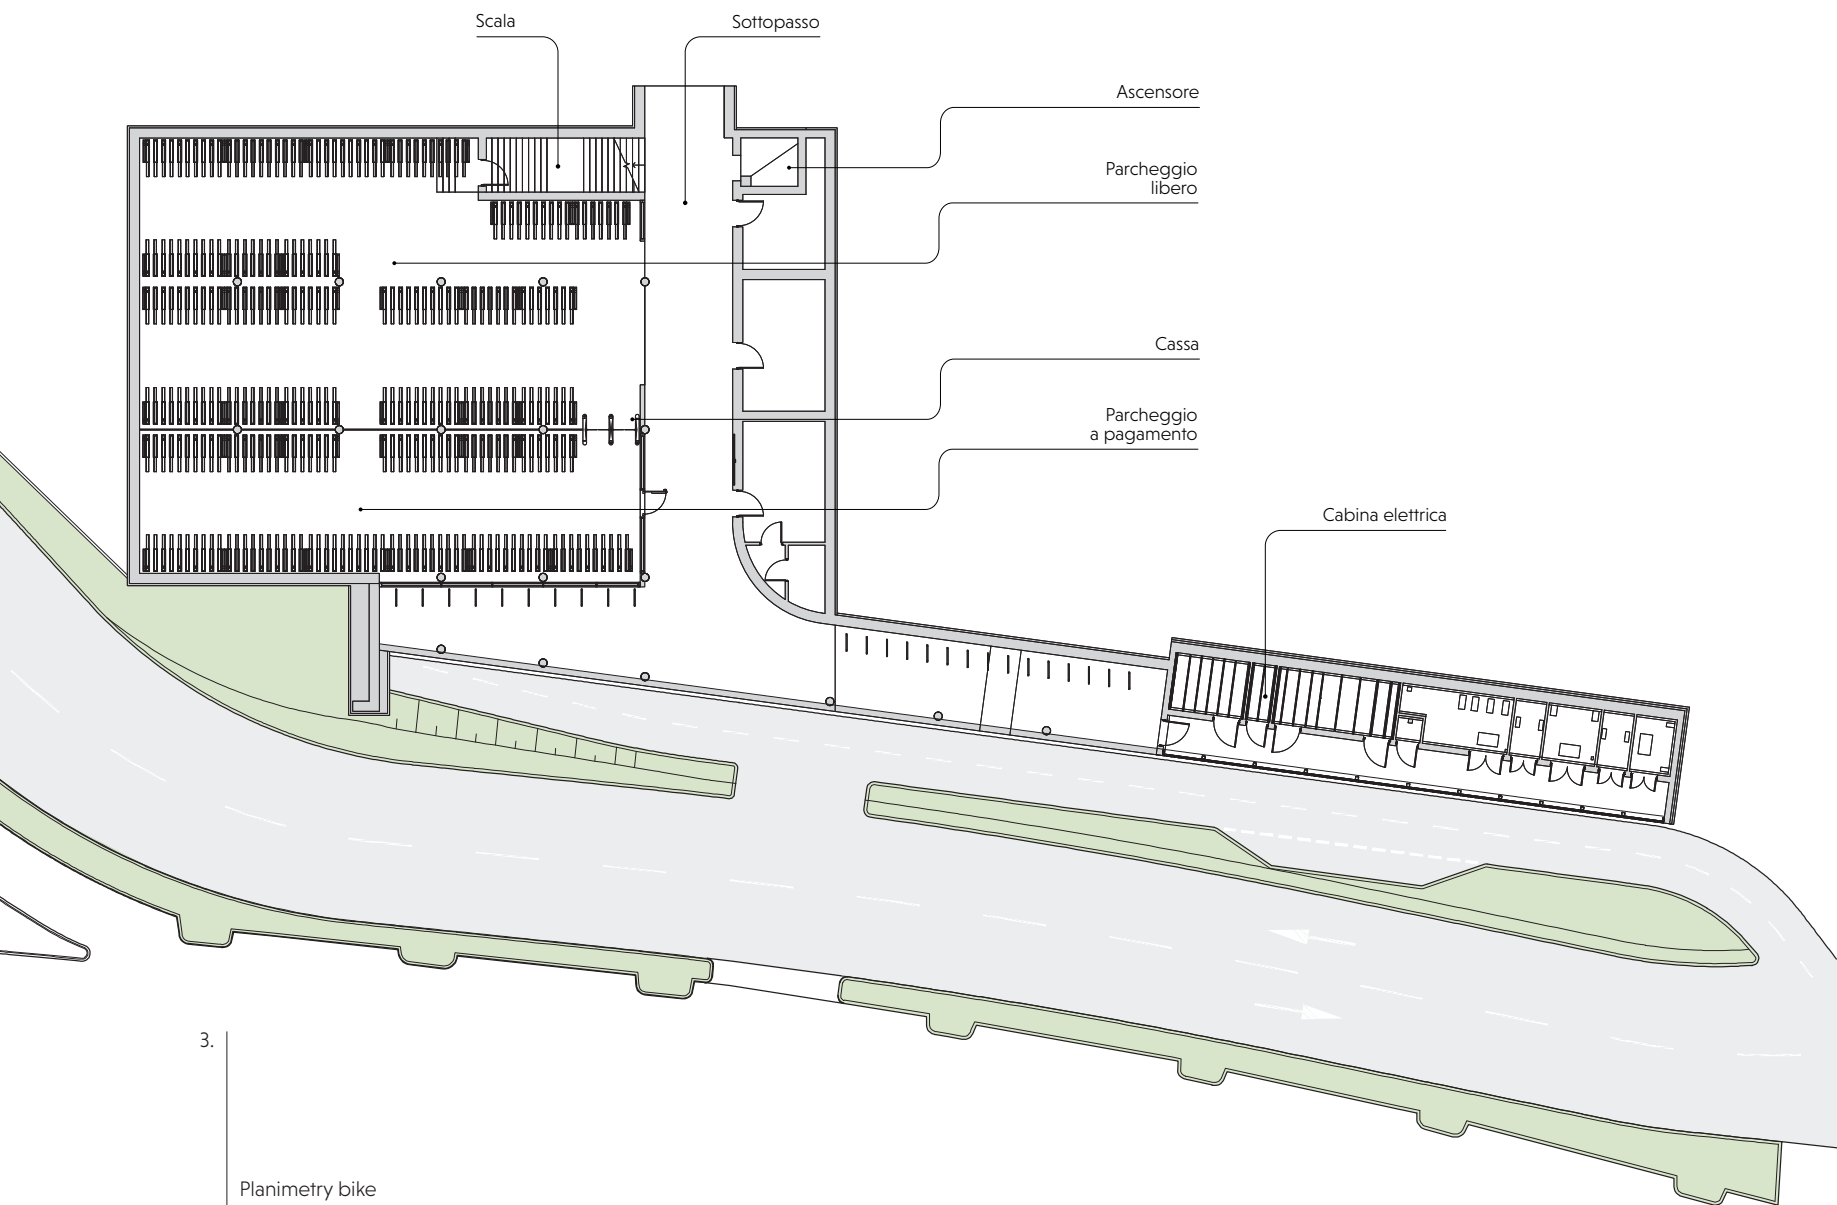 Scala
Sottopasso
Ascensore
Parcheggio
libero
Cassa
Parcheggio
a pagamento
Cabina elettrica
3.
Planimetry bike